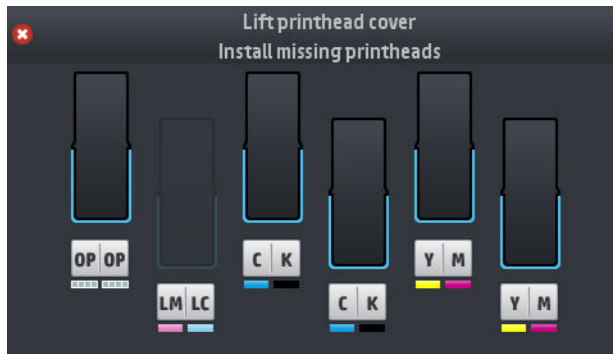 Lift printhead cover
Install missing printheads
OP OP
C K
Y M
LM LC
C K
Y M